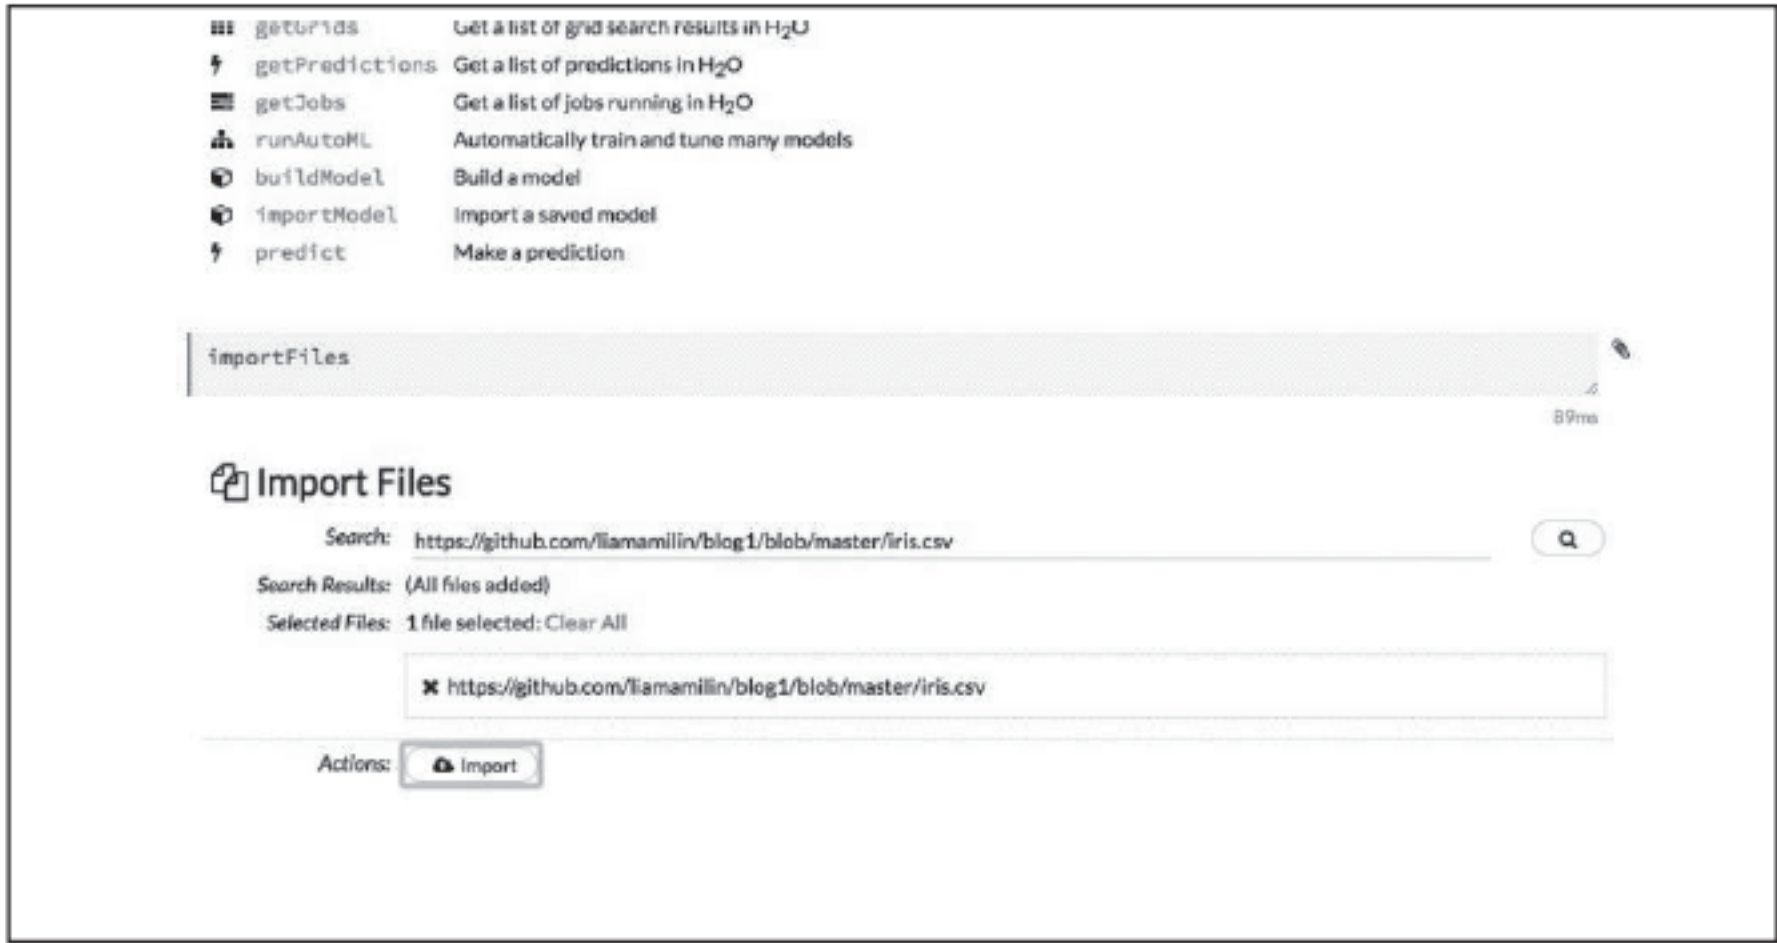 getGrids Get a list of grid search results in H2O
getPredictions Get a list of predictions in H2O
getJobs Get a list of jobs running in H2O
runAutoML Automatically train and tune many models
buildModel Build a model
importModel Import a saved model
predict Make a prediction
importFiles
89ms
Import Files
Search: https://github.com/liamamilin/blog1/blob/master/iris.csv
Search Results: (All files added)
Selected Files: 1 file selected: Clear All
✖ https://github.com/liamamilin/blog1/blob/master/iris.csv
Actions: Import